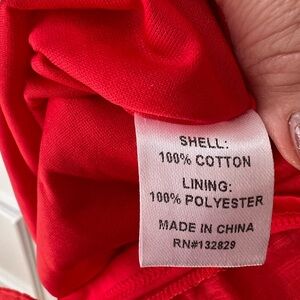 SHELL:
100% COTTON
LINING:
100% POLYESTER
MADE IN CHINA
RN#132829